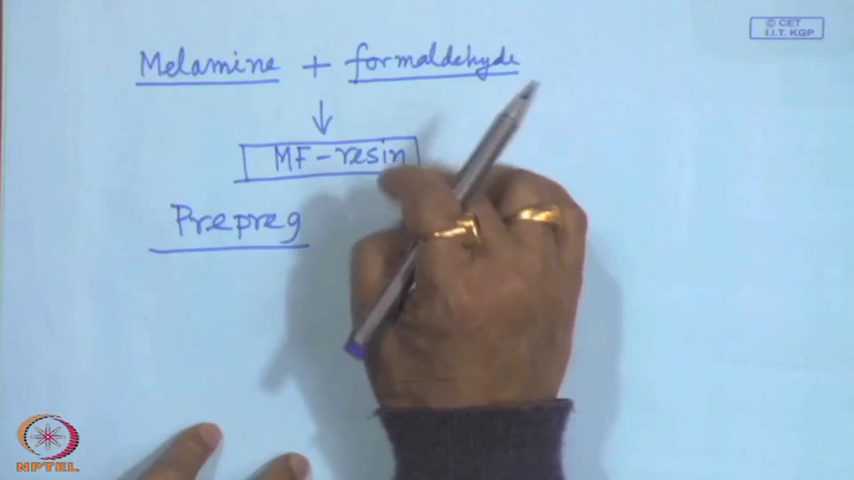 © CET
I.I.T. KGP
Melamine + formaldehyde
↓
MF-resin
Prepreg
NPTEL